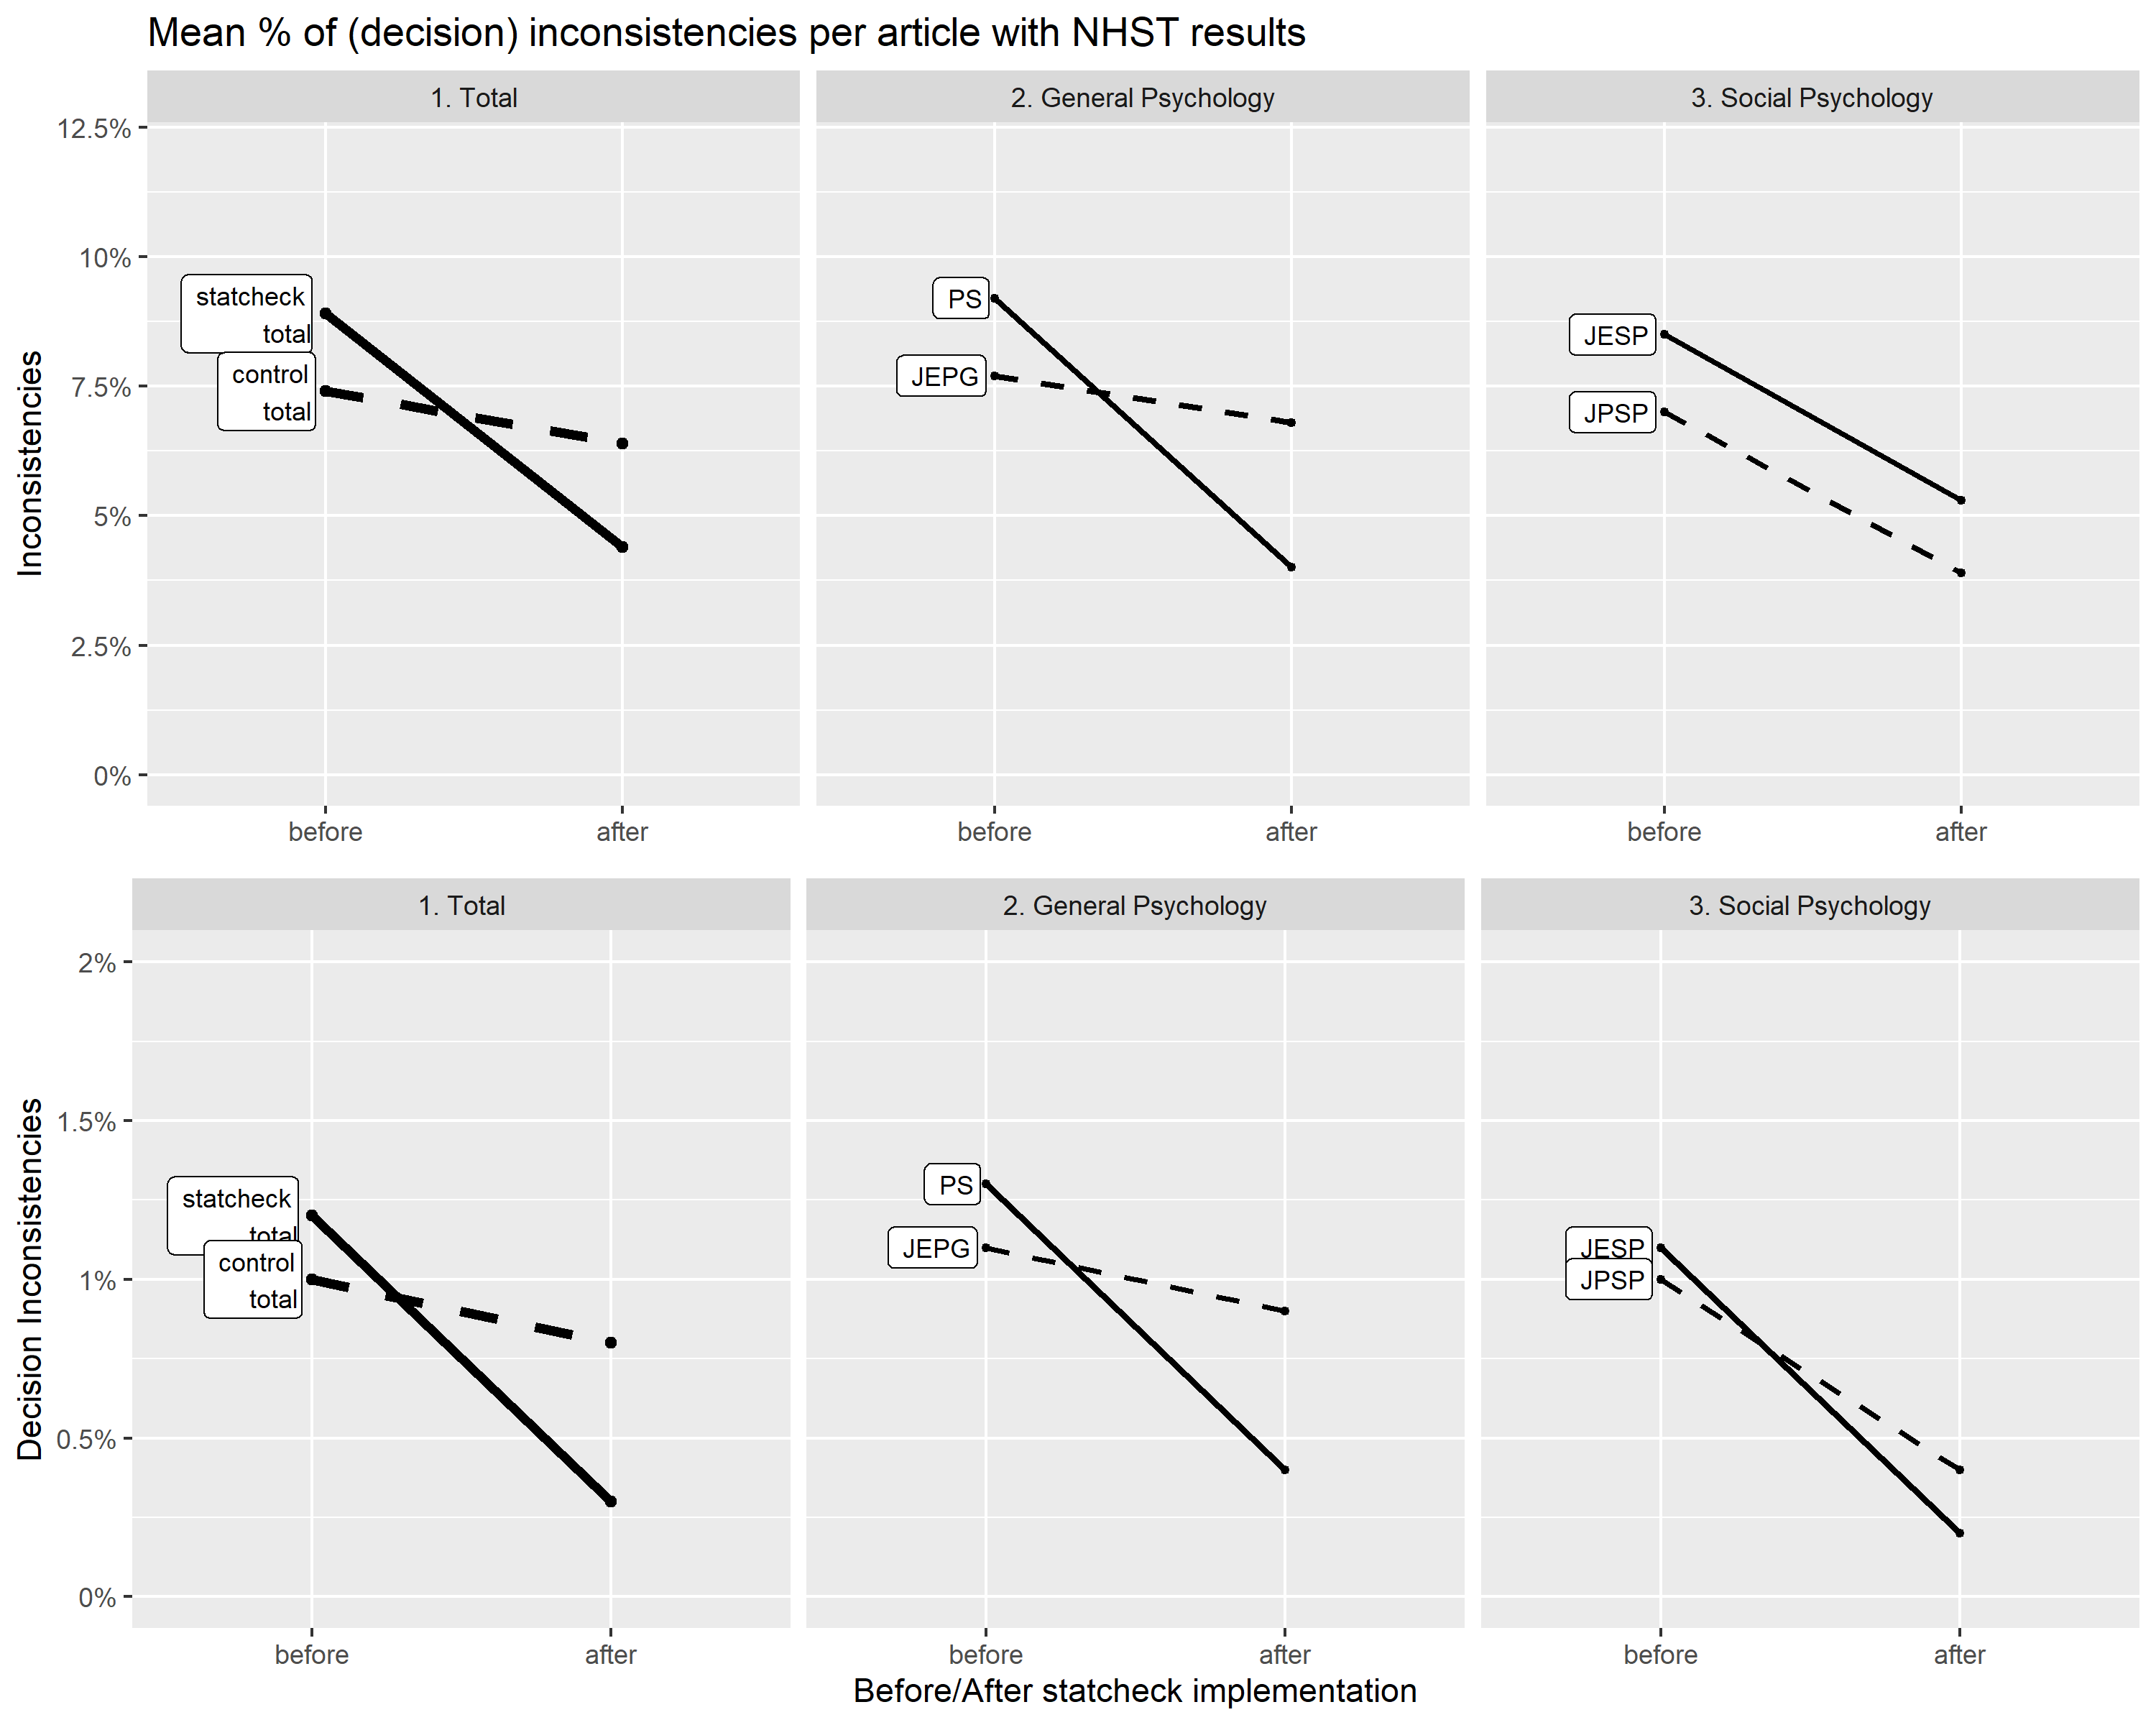 Mean % of (decision) inconsistencies per article with NHST results
1. Total
2. General Psychology
3. Social Psychology
Inconsistencies
12.5%
10%
7.5%
5%
2.5%
0%
statcheck
total
control
total
PS
JEPG
JESP
JPSP
before
after
before
after
before
after
1. Total
2. General Psychology
3. Social Psychology
Decision Inconsistencies
2%
1.5%
1%
0.5%
0%
statcheck
total
control
total
PS
JEPG
JESP
JPSP
before
after
before
after
before
after
Before/After statcheck implementation